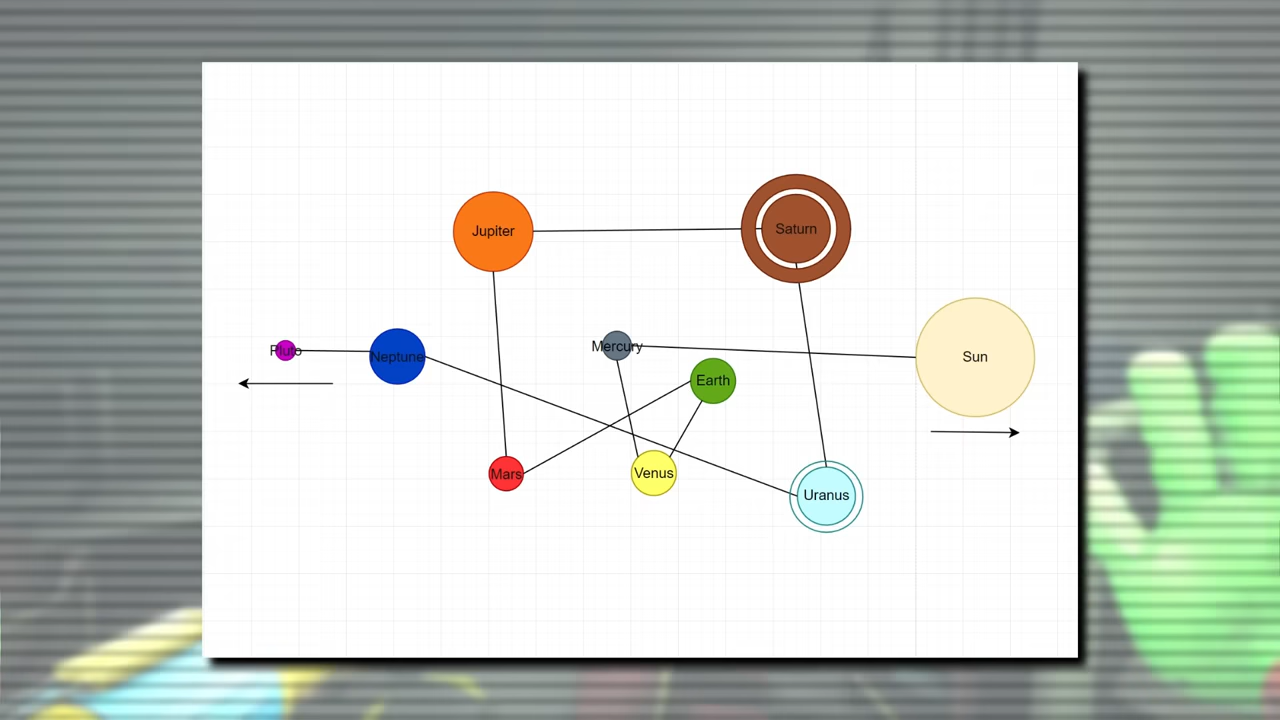 Jupiter
Saturn
Pluto
Neptune
Mercury
Sun
Earth
Mars
Venus
Uranus